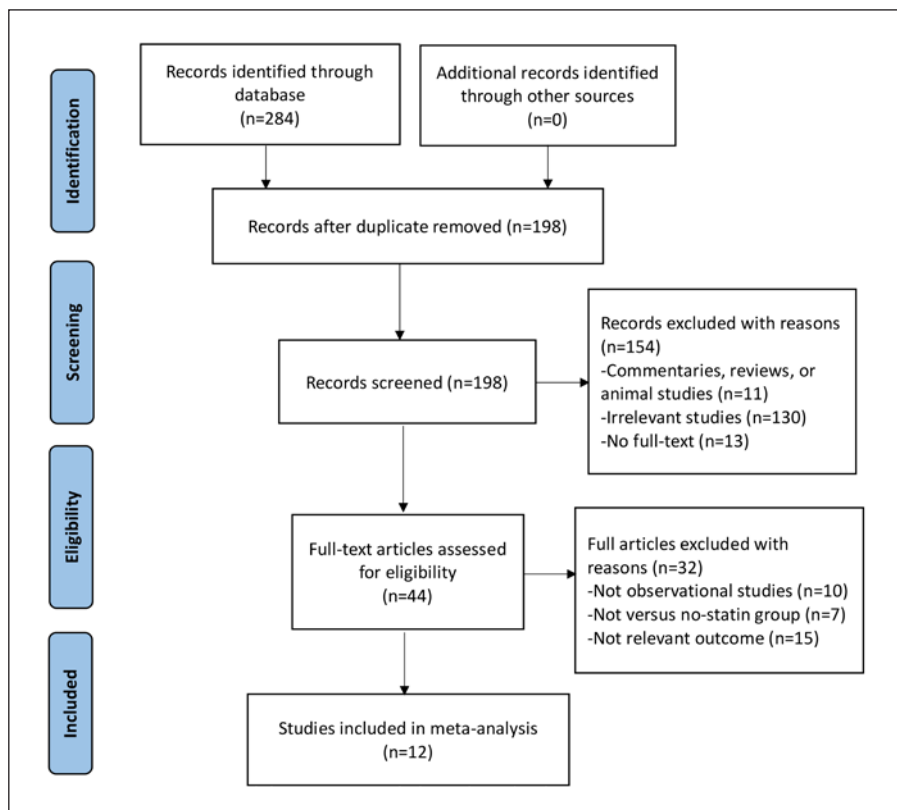 Identification
Records identified through
database
(n=284)
Additional records identified
through other sources
(n=0)
Records after duplicate removed (n=198)
Screening
Records screened (n=198)
Records excluded with reasons
(n=154)
-Commentaries, reviews, or
animal studies (n=11)
-Irrelevant studies (n=130)
-No full-text (n=13)
Eligibility
Full-text articles assessed
for eligibility
(n=44)
Full articles excluded with
reasons (n=32)
-Not observational studies (n=10)
-Not versus no-statin group (n=7)
-Not relevant outcome (n=15)
Included
Studies included in meta-analysis
(n=12)